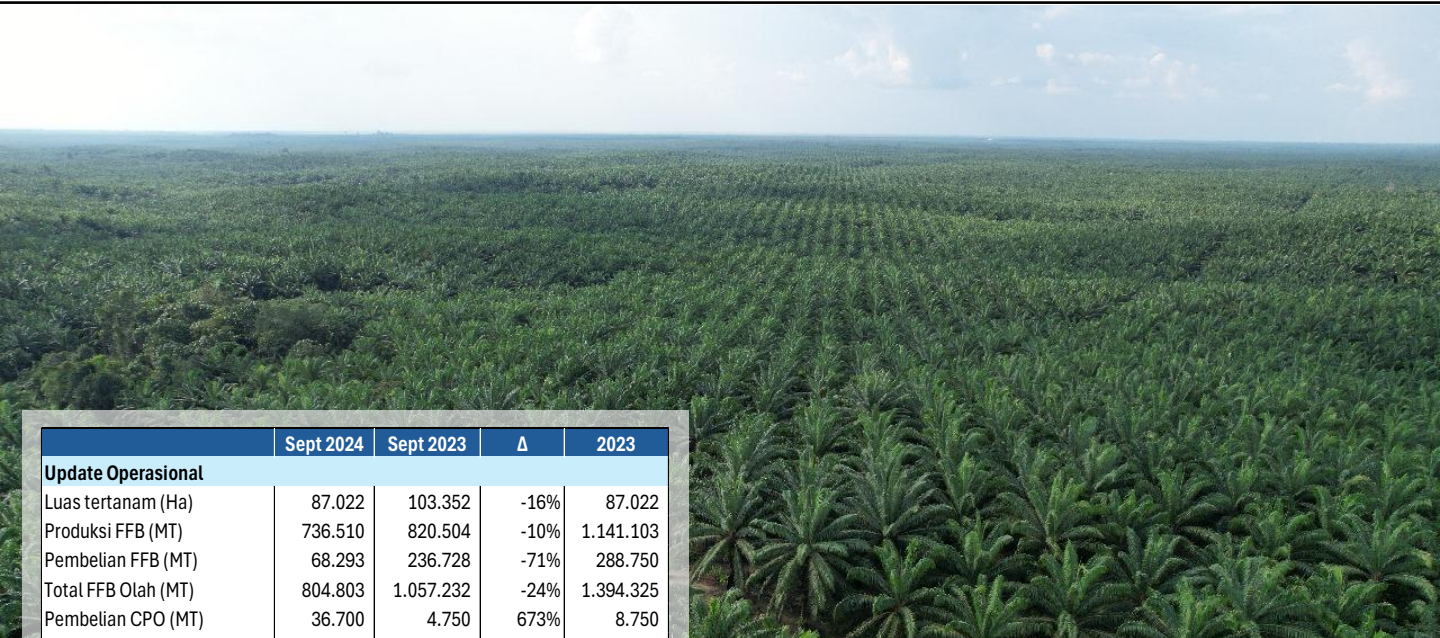 Sept 2024 Sept 2023 Δ 2023
Update Operasional
Luas tertanam (Ha) 87.022 103.352 -16% 87.022
Produksi FFB (MT) 736.510 820.504 -10% 1.141.103
Pembelian FFB (MT) 68.293 236.728 -71% 288.750
Total FFB Olah (MT) 804.803 1.057.232 -24% 1.394.325
Pembelian CPO (MT) 36.700 4.750 673% 8.750